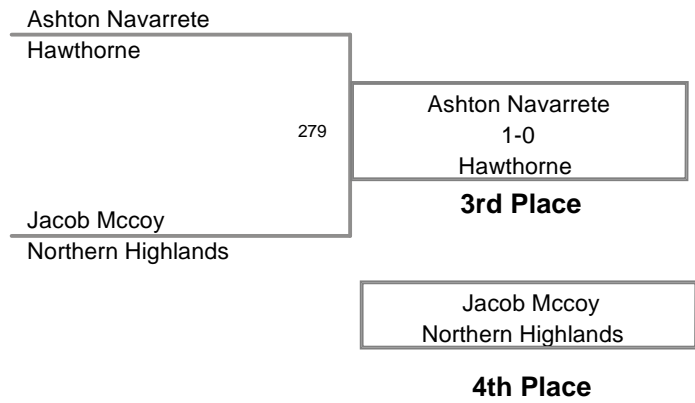 Ashton Navarrete
Hawthorne
279
Ashton Navarrete
1-0
Hawthorne
3rd Place
Jacob Mccoy
Northern Highlands
Jacob Mccoy
Northern Highlands
4th Place